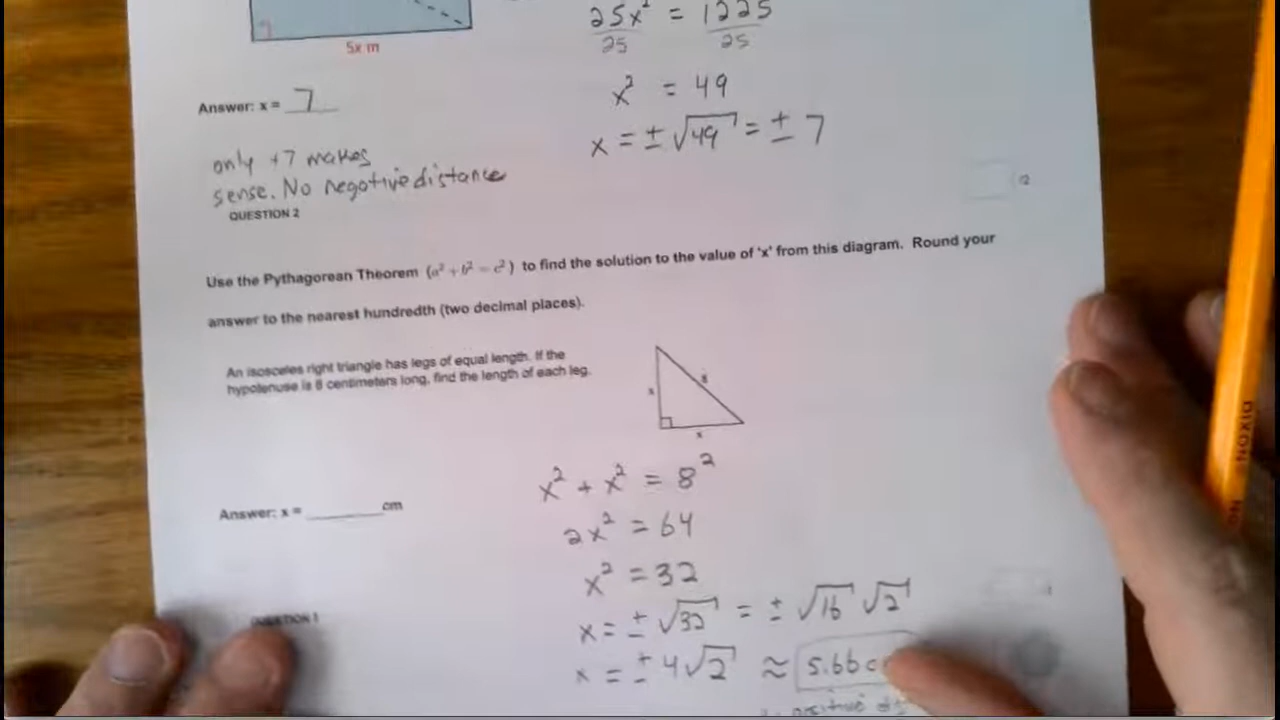 5x m
25x² = 1225
25 25
x² = 49
Answer: x = 7
x = ± √49 = ± 7
only +7 makes
sense. No negative distance
QUESTION 2
Use the Pythagorean Theorem (a² + b² = c²) to find the solution to the value of 'x' from this diagram. Round your
answer to the nearest hundredth (two decimal places).
An isosceles right triangle has legs of equal length. If the
hypotenuse is 8 centimeters long, find the length of each leg.
x 8
x
x² + x² = 8²
Answer: x = ________cm
2x² = 64
x² = 32
x = ± √32 = ± √16 √2
QUESTION
x = ± 4√2 ≈ 5.66 c
positive
DIXON